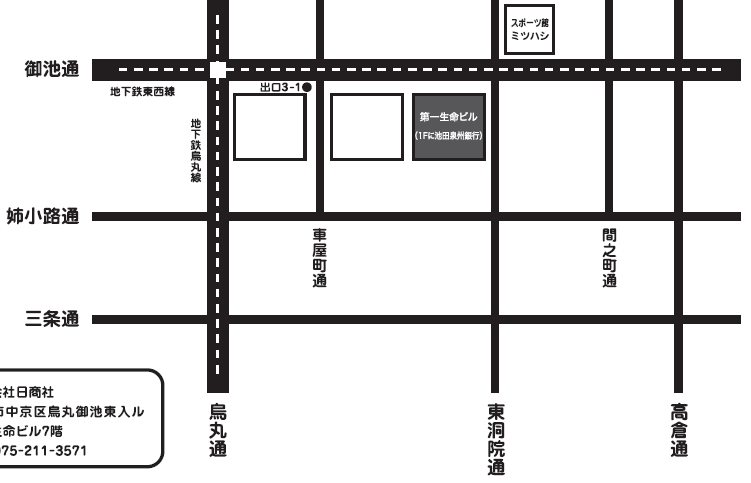 スポーツ館
ミツハシ
御池通
地下鉄東西線
出口3-1
地下鉄烏丸線
第一生命ビル
(1Fに池田泉州銀行)
姉小路通
車屋町通
間之町通
三条通
会社日商社
市中京区烏丸御池東入ル
生命ビル7階
075-211-3571
烏丸通
東洞院通
高倉通